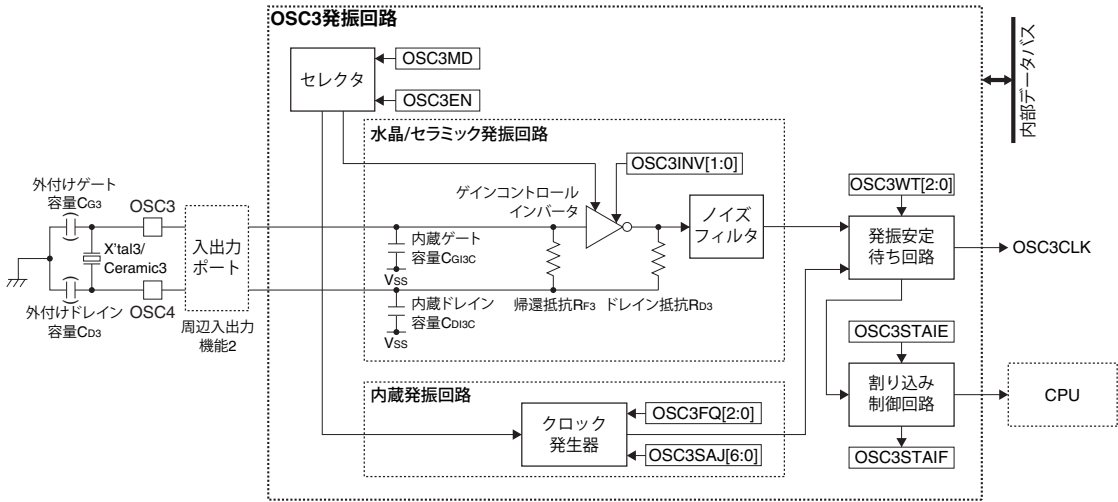 OSC3発振回路
セレクタ
OSC3MD
OSC3EN
内部データバス
水晶/セラミック発振回路
OSC3INV[1:0]
ゲインコントロール
インバータ
ノイズ
フィルタ
OSC3WT[2:0]
発振安定
待ち回路
OSC3CLK
外付けゲート
容量CG3
OSC3
X'tal3/
Ceramic3
入出力
ポート
OSC4
外付けドレイン
容量CD3
周辺入出力
機能2
内蔵ゲート
容量CGI3C
VSS
内蔵ドレイン
容量CDI3C
VSS
帰還抵抗RF3
ドレイン抵抗RD3
OSC3STAIE
割り込み
制御回路
CPU
OSC3STAIF
内蔵発振回路
クロック
発生器
OSC3FQ[2:0]
OSC3SAJ[6:0]